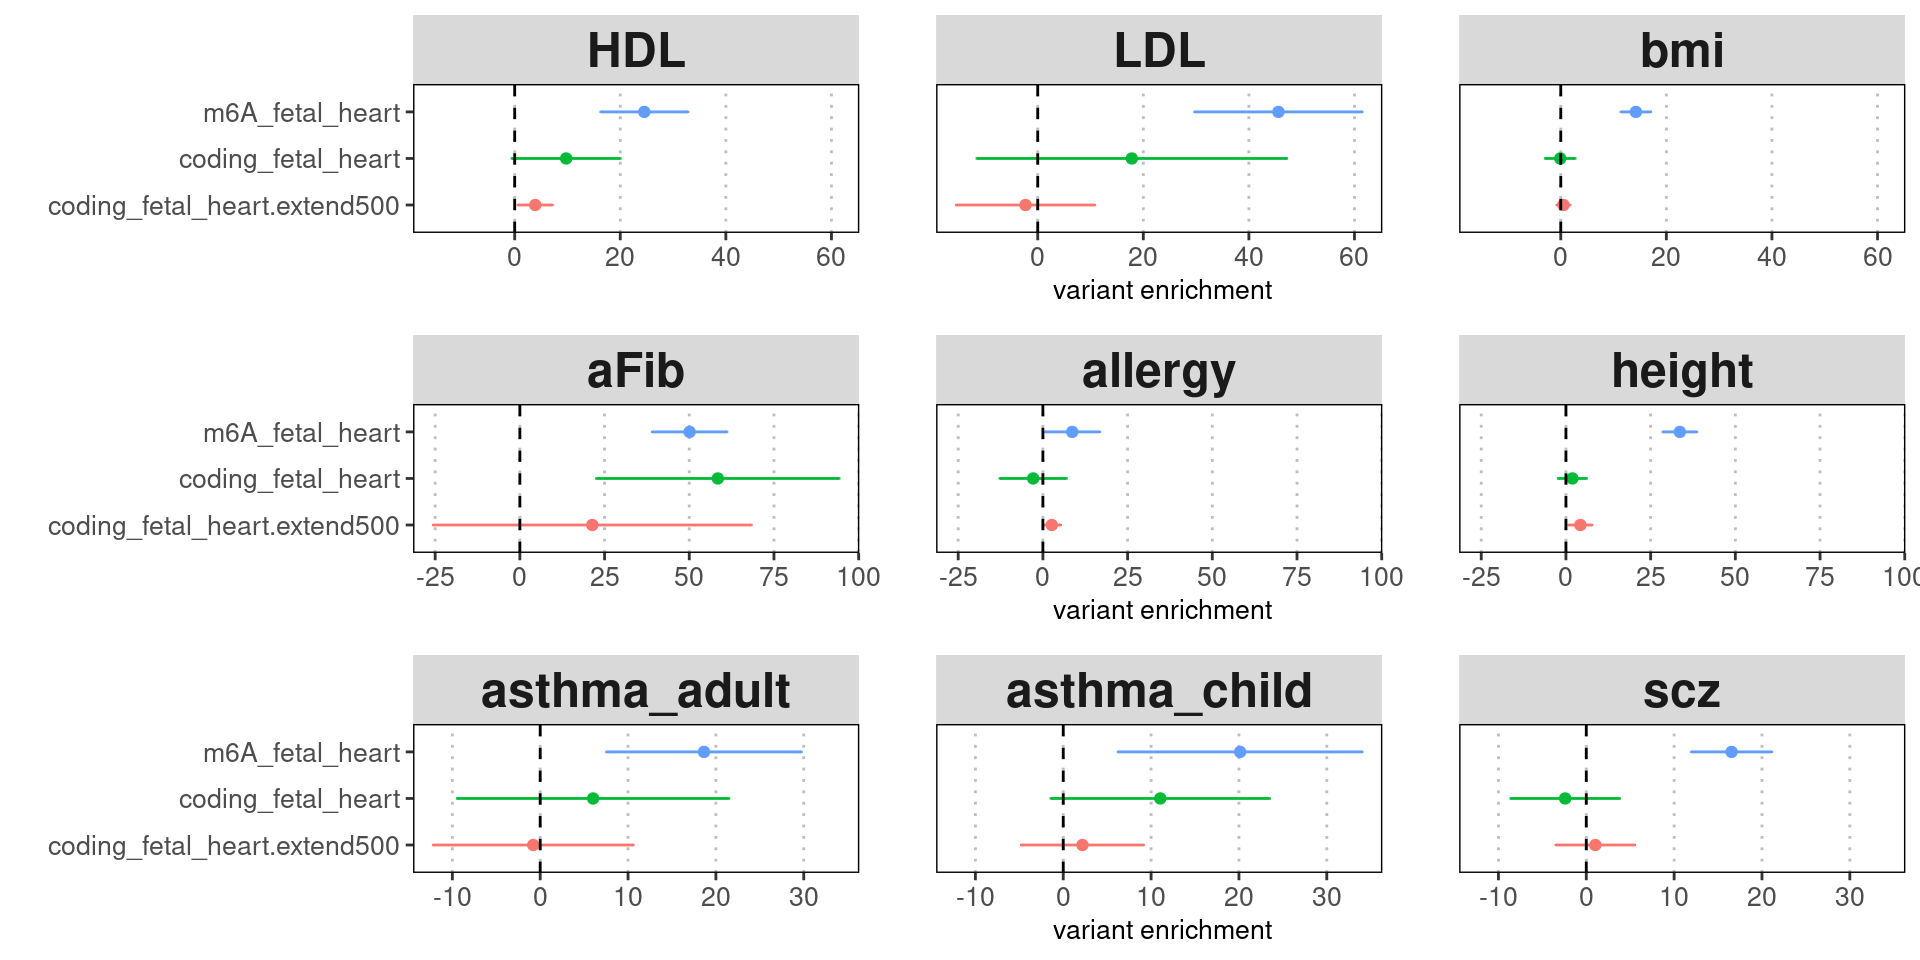 HDL LDL bmi
m6A_fetal_heart
coding_fetal_heart
coding_fetal_heart.extend500
0 20 40 60 0 20 40 60 0 20 40 60
variant enrichment
aFib allergy height
m6A_fetal_heart
coding_fetal_heart
coding_fetal_heart.extend500
-25 0 25 50 75 100 -25 0 25 50 75 100 -25 0 25 50 75 100
variant enrichment
asthma_adult asthma_child scz
m6A_fetal_heart
coding_fetal_heart
coding_fetal_heart.extend500
-10 0 10 20 30 -10 0 10 20 30 -10 0 10 20 30
variant enrichment